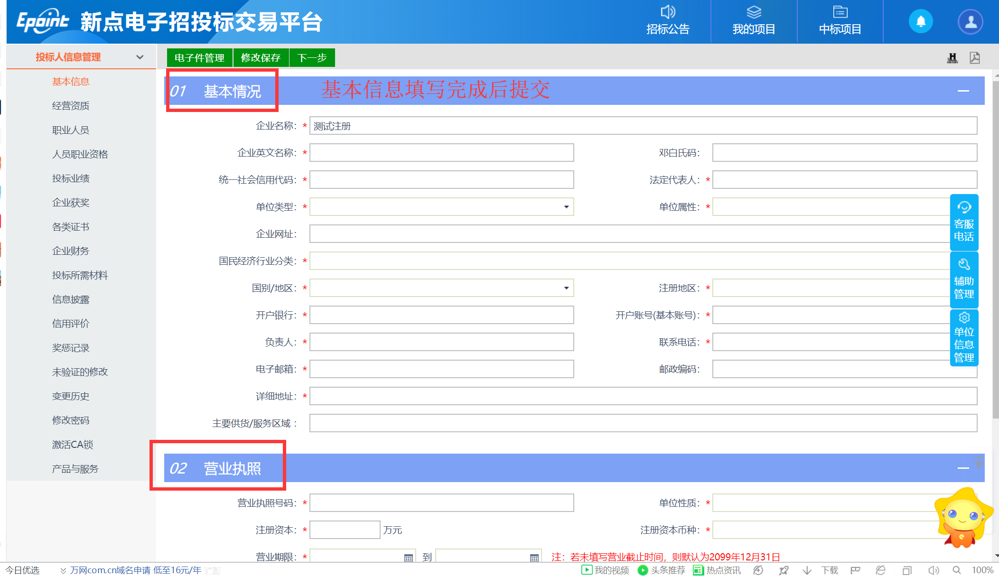 Epoint 新点电子招投标交易平台
招标公告
我的项目
中标项目
投标人信息管理
基本信息
经营资质
职业人员
人员职业资格
投标业绩
企业获奖
各类证书
企业财务
投标所需材料
信息披露
信用评价
奖惩记录
未验证的修改
变更历史
修改密码
激活CA锁
产品与服务
电子件管理 修改保存 下一步
01 基本情况 基本信息填写完成后提交
企业名称：* 测试注册
企业英文名称：* 邓白氏码：
统一社会信用代码：* 法定代表人：*
单位类型：* 单位属性：*
企业网址：
国民经济行业分类：*
国别/地区：* 注册地区：*
开户银行：* 开户账号(基本账号)：*
负责人：* 联系电话：*
电子邮箱：* 邮政编码：
详细地址：*
主要供货/服务区域：
02 营业执照
营业执照号码：* 单位性质：*
注册资本：* 万元 注册资本币种：*
营业期限：* 到 注：若未填写营业截止时间，则默认为2099年12月31日
客服
电话
辅助
管理
单位
信息
管理
今日优选 万网com.cn域名申请 低至16元/年 我的视频 头条推荐 热点资讯 下载 100%